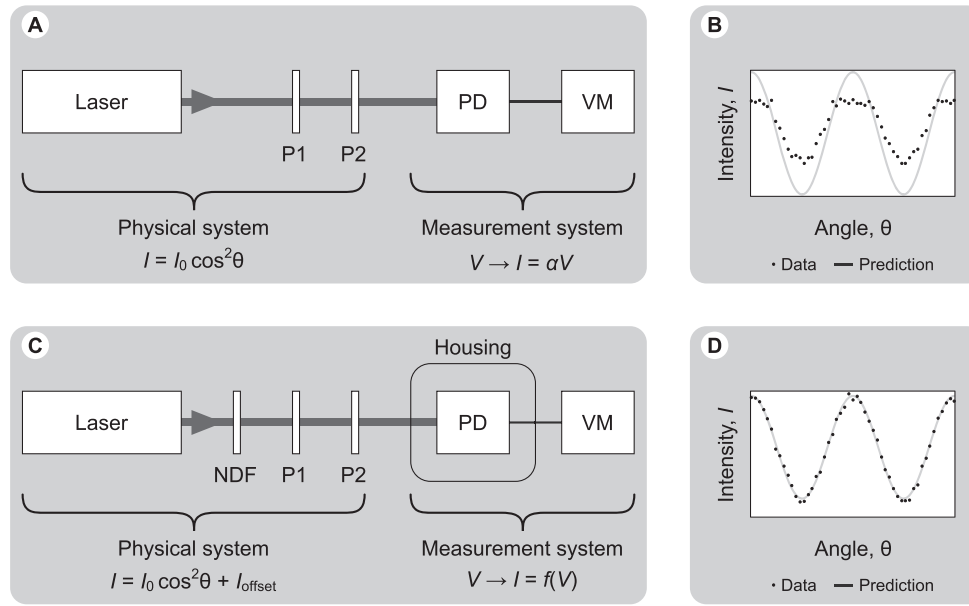 A
Laser
P1
P2
PD
VM
Physical system
I = I₀ cos²θ
Measurement system
V → I = αV
B
Intensity, I
Angle, θ
Data
Prediction
C
Housing
Laser
NDF
P1
P2
PD
VM
Physical system
I = I₀ cos²θ + I_offset
Measurement system
V → I = f(V)
D
Intensity, I
Angle, θ
Data
Prediction